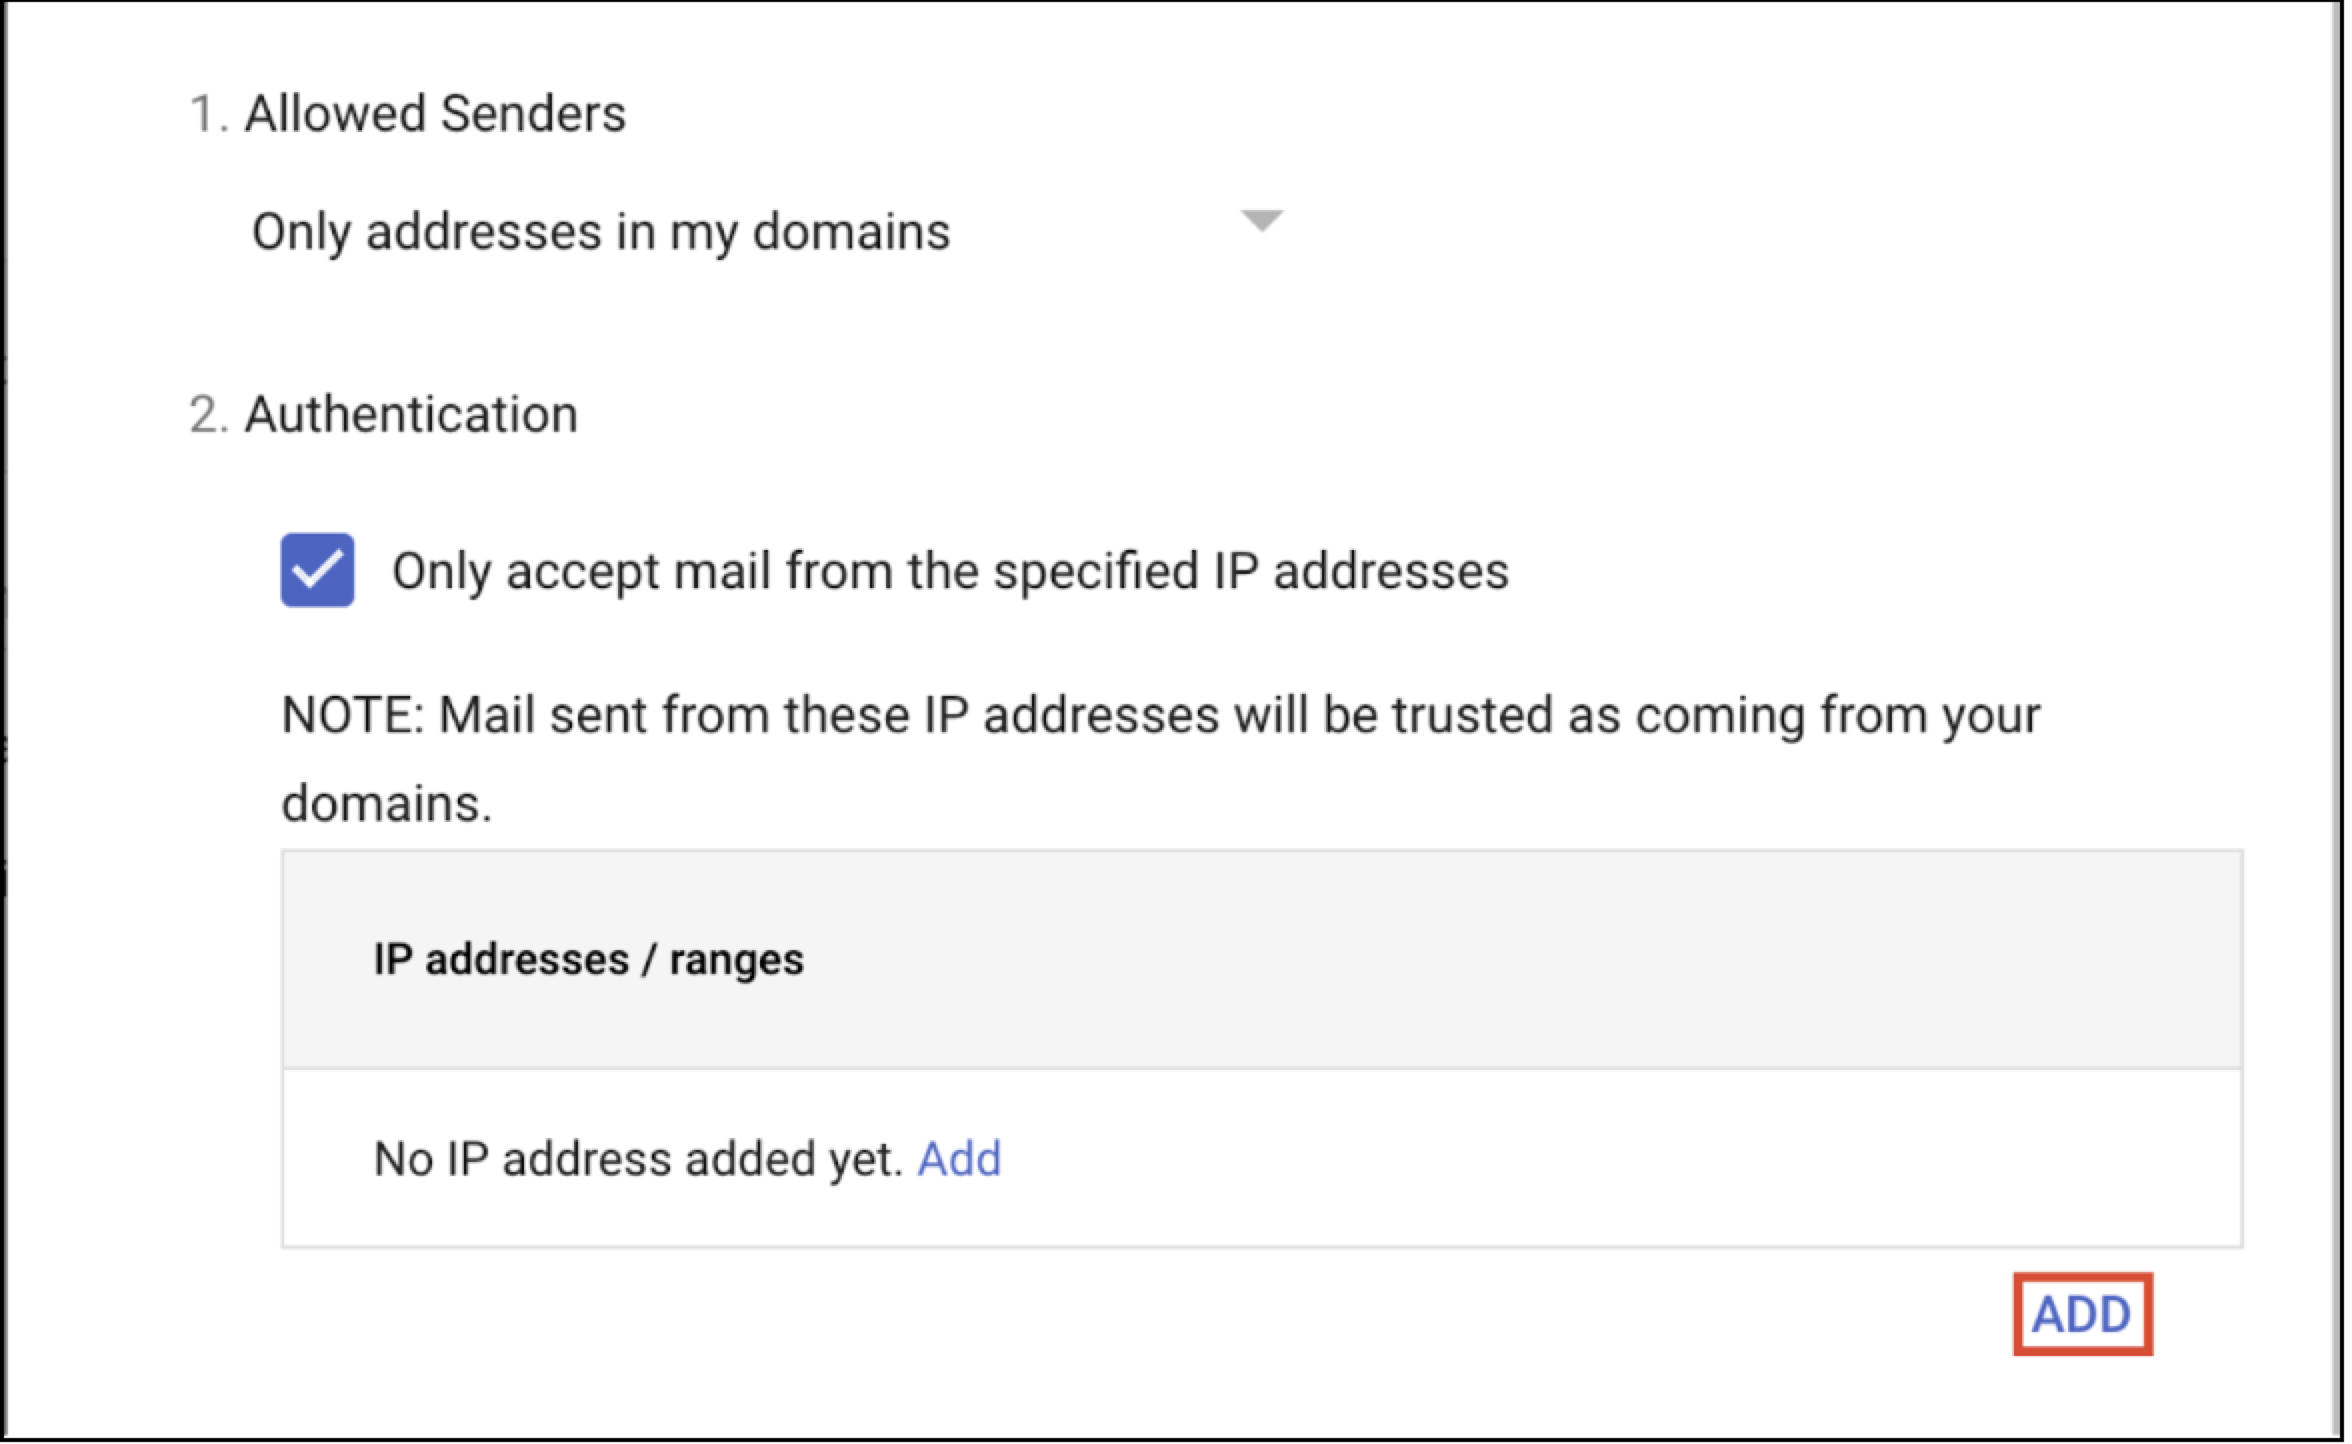 1. Allowed Senders
Only addresses in my domains
2. Authentication
Only accept mail from the specified IP addresses
NOTE: Mail sent from these IP addresses will be trusted as coming from your
domains.
IP addresses / ranges
No IP address added yet. Add
ADD